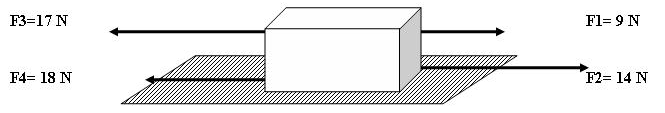 F3=17 N
F1= 9 N
F4= 18 N
F2= 14 N